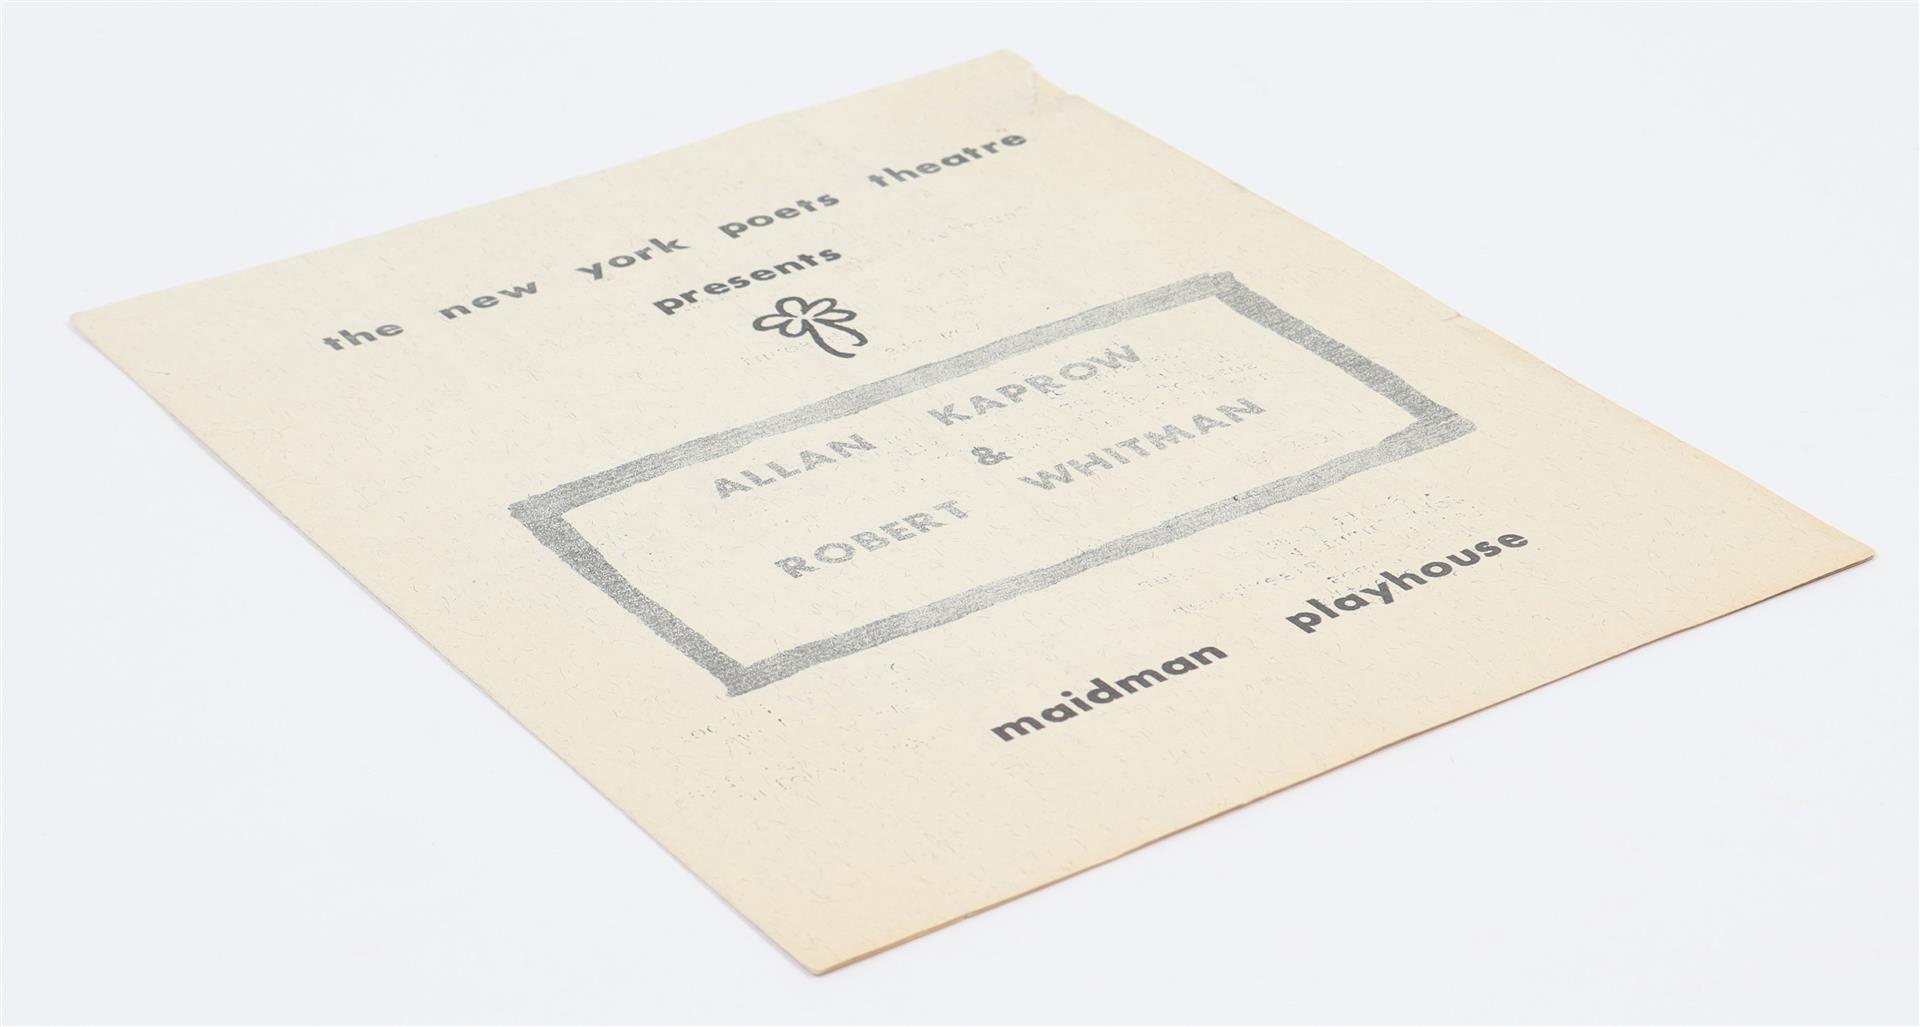 the new york poets theatre
presents
ALLAN KAPROW
&
ROBERT WHITMAN
maidman playhouse